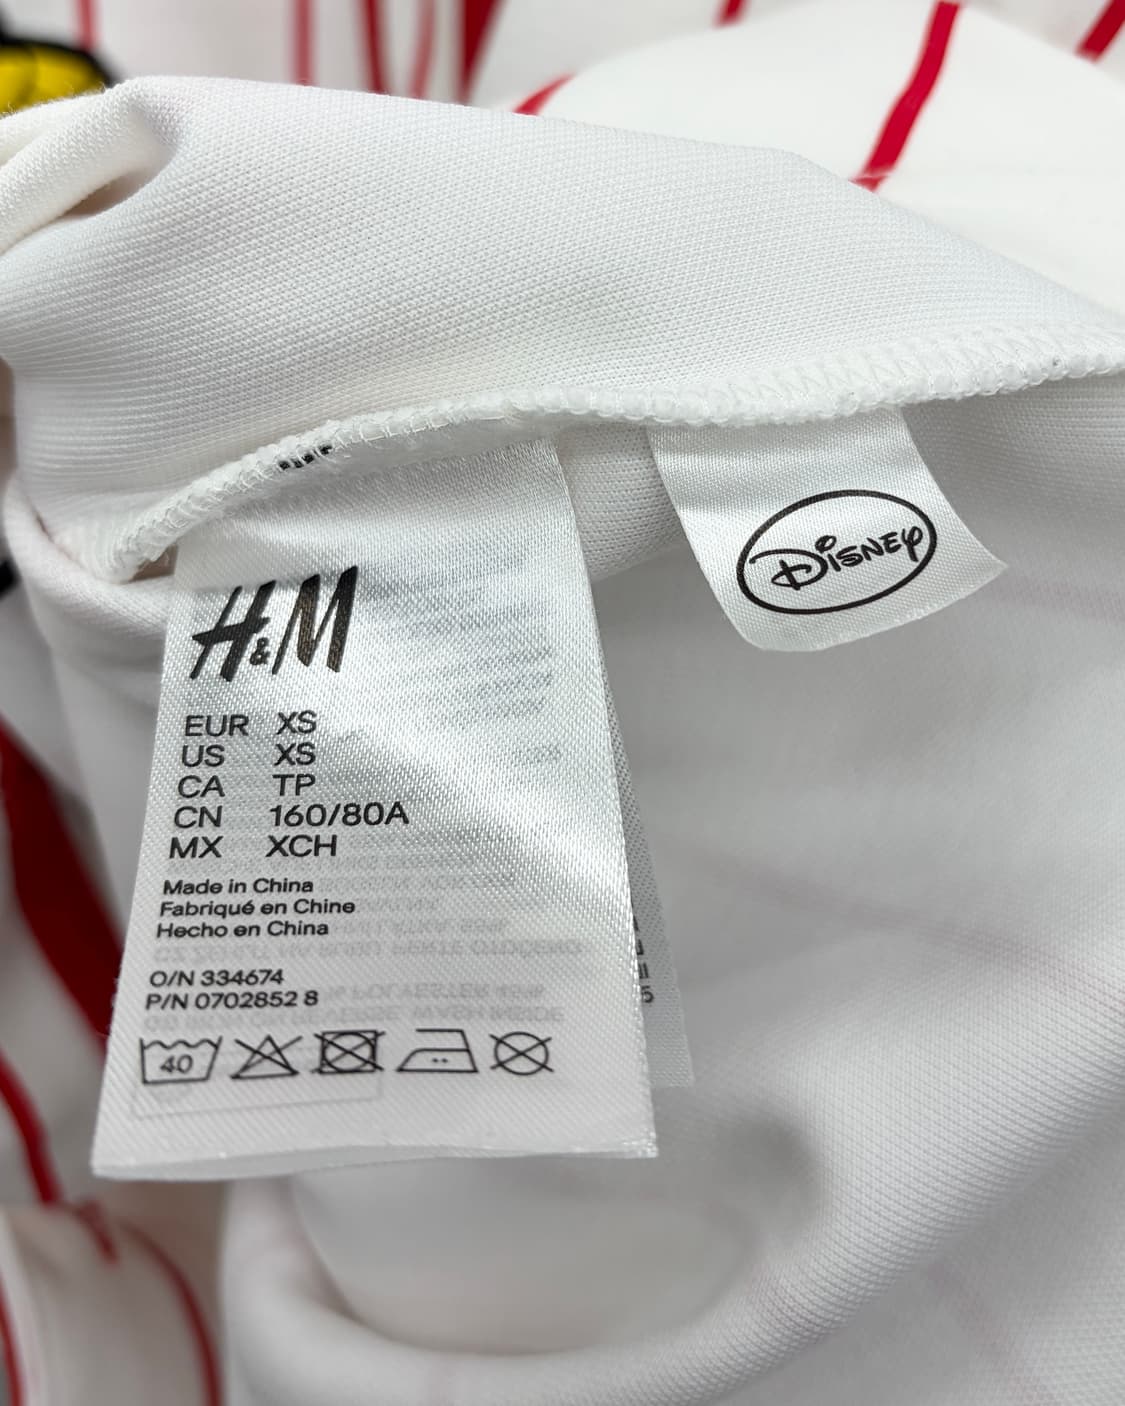 H&M
EUR XS
US XS
CA TP
CN 160/80A
MX XCH
Made in China
Fabriqué en Chine
Hecho en China
O/N 334674
P/N 0702852 8
40
Disney